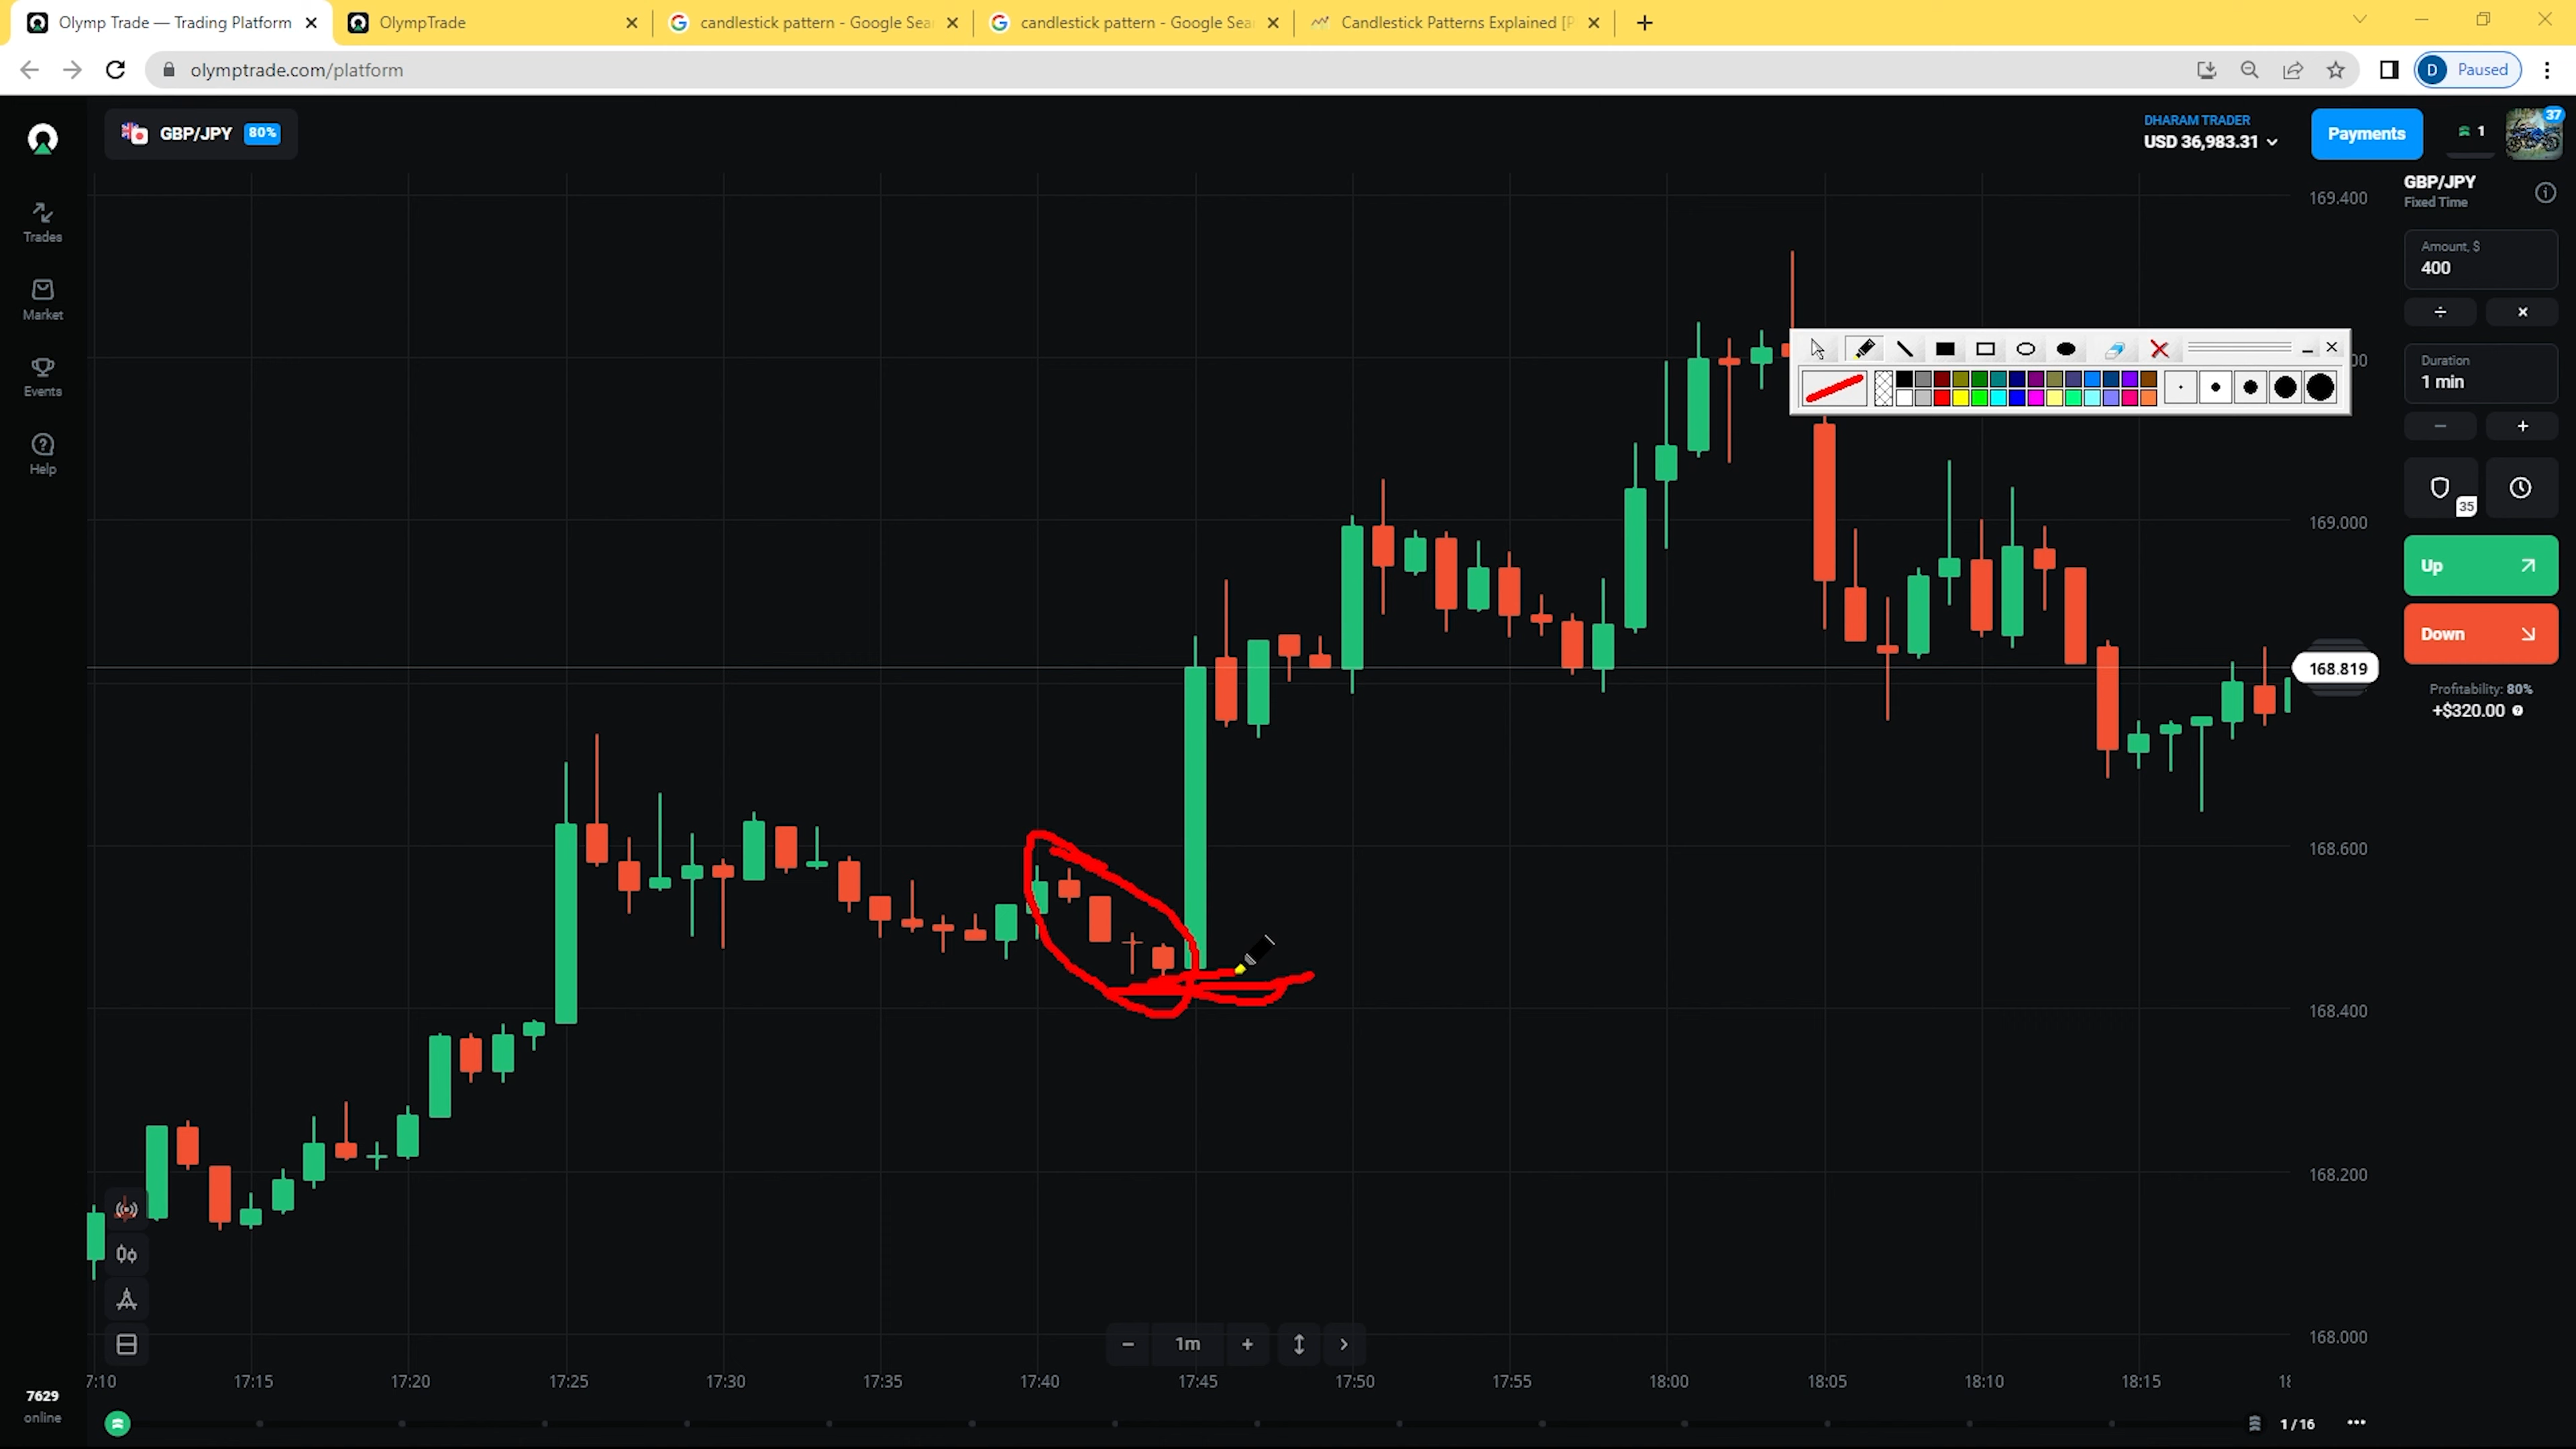 Olymp Trade — Trading Platform
OlympTrade
candlestick pattern - Google Sea
candlestick pattern - Google Sea
Candlestick Patterns Explained [P
olymptrade.com/platform
D Paused
GBP/JPY 80%
DHARAM TRADER
USD 36,983.31
Payments
1
37
Trades
Market
Events
Help
GBP/JPY
Fixed Time
Amount, $
400
÷ ×
Duration
1 min
− +
35
Up
Down
Profitability: 80%
+$320.00
169.400
00
169.000
168.819
168.600
168.400
168.200
168.000
− 1m +
7:10 17:15 17:20 17:25 17:30 17:35 17:40 17:45 17:50 17:55 18:00 18:05 18:10 18:15 18
7629
online
1 / 16